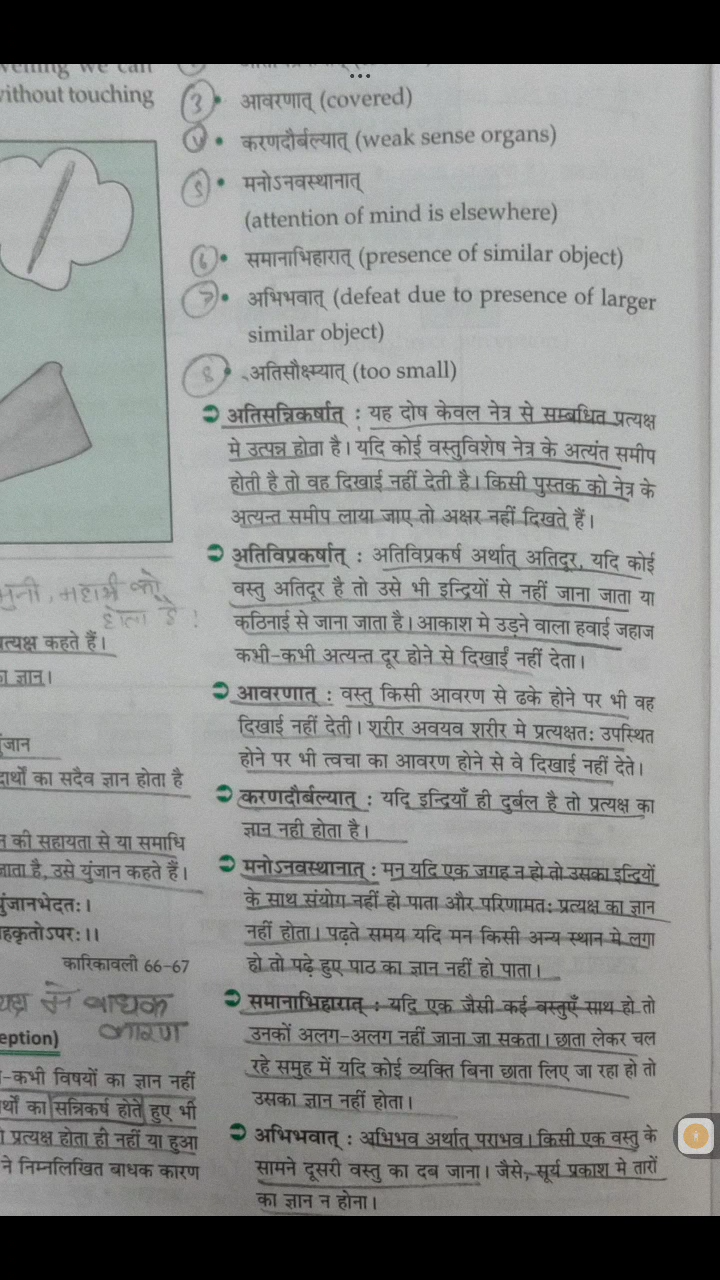 without touching
त्यक्ष कहते हैं।
ज्ञान।
दार्थों का सदैव ज्ञान होता है
की सहायता से या समाधि
जाता है, उसे युंजान कहते हैं।
युंजानभेदतः।
हकृतोऽपरः।।
कारिकावली 66-67
से बाधक
कारण
eption)
-कभी विषयों का ज्ञान नहीं
र्थों का सन्निकर्ष होते हुए भी
प्रत्यक्ष होता ही नहीं या हुआ
ने निम्नलिखित बाधक कारण
3 • आवरणात् (covered)
• करणदौर्बल्यात् (weak sense organs)
5 • मनोऽनवस्थानात्
(attention of mind is elsewhere)
6 • समानाभिहारात् (presence of similar object)
7 • अभिभवात् (defeat due to presence of larger
similar object)
8 • अतिसौक्ष्म्यात् (too small)
अतिसन्निकर्षात् : यह दोष केवल नेत्र से सम्बधित प्रत्यक्ष
मे उत्पन्न होता है। यदि कोई वस्तुविशेष नेत्र के अत्यंत समीप
होती है तो वह दिखाई नहीं देती है। किसी पुस्तक को नेत्र के
अत्यन्त समीप लाया जाए तो अक्षर नहीं दिखते हैं।
अतिविप्रकर्षात् : अतिविप्रकर्ष अर्थात् अतिदूर, यदि कोई
वस्तु अतिदूर है तो उसे भी इन्द्रियों से नहीं जाना जाता या
कठिनाई से जाना जाता है। आकाश मे उड़ने वाला हवाई जहाज
कभी-कभी अत्यन्त दूर होने से दिखाई नहीं देता।
आवरणात् : वस्तु किसी आवरण से ढके होने पर भी वह
दिखाई नहीं देती। शरीर अवयव शरीर मे प्रत्यक्षतः उपस्थित
होने पर भी त्वचा का आवरण होने से वे दिखाई नहीं देते।
करणदौर्बल्यात् : यदि इन्द्रियाँ ही दुर्बल है तो प्रत्यक्ष का
ज्ञान नही होता है।
मनोऽनवस्थानात् : मन यदि एक जगह न हो तो उसका इन्द्रियों
के साथ संयोग नहीं हो पाता और परिणामतः प्रत्यक्ष का ज्ञान
नहीं होता। पढ़ते समय यदि मन किसी अन्य स्थान मे लगा
हो तो पढ़े हुए पाठ का ज्ञान नहीं हो पाता।
समानाभिहारात् : यदि एक जैसी कई वस्तुएँ साथ हो तो
उनकों अलग-अलग नहीं जाना जा सकता। छाता लेकर चल
रहे समुह में यदि कोई व्यक्ति बिना छाता लिए जा रहा हो तो
उसका ज्ञान नहीं होता।
अभिभवात् : अभिभव अर्थात् पराभव। किसी एक वस्तु के
सामने दूसरी वस्तु का दब जाना। जैसे, सूर्य प्रकाश मे तारों
का ज्ञान न होना।